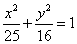 x²/25 + y²/16 = 1